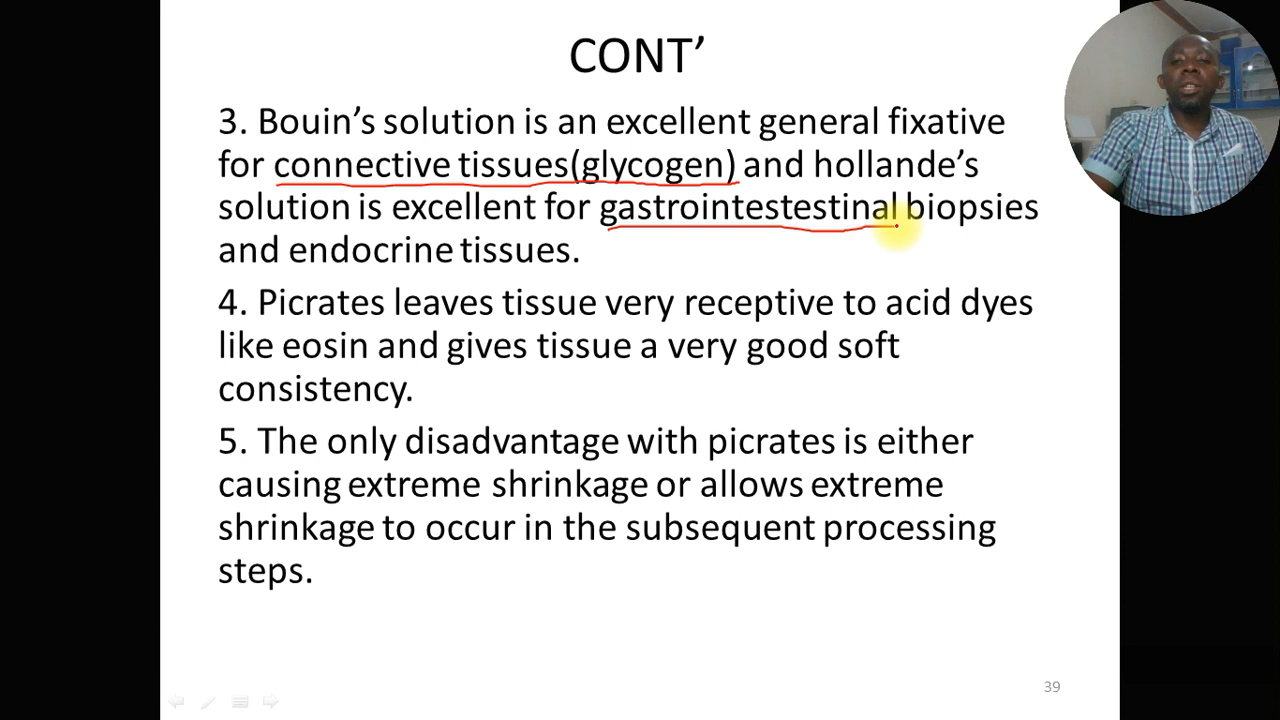 CONT’
3. Bouin’s solution is an excellent general fixative
for connective tissues(glycogen) and hollande’s
solution is excellent for gastrointestestinal biopsies
and endocrine tissues.
4. Picrates leaves tissue very receptive to acid dyes
like eosin and gives tissue a very good soft
consistency.
5. The only disadvantage with picrates is either
causing extreme shrinkage or allows extreme
shrinkage to occur in the subsequent processing
steps.
39